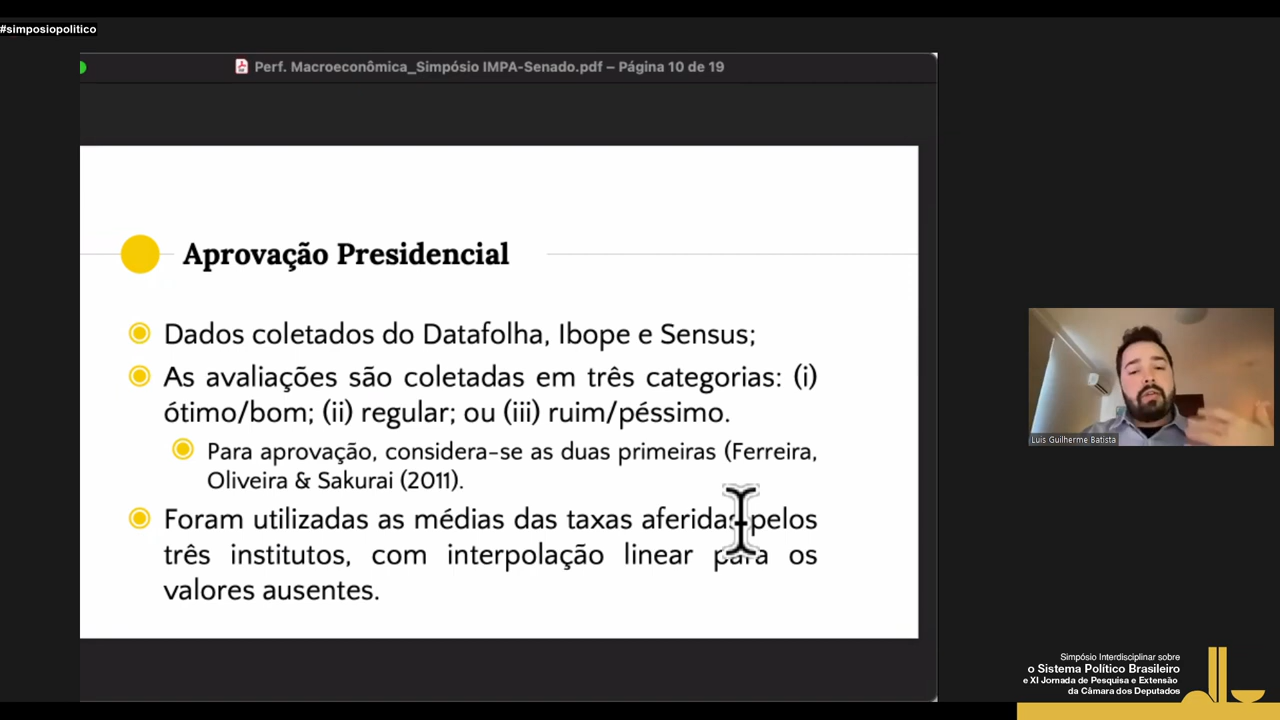 #simposiopolitico
Perf. Macroeconômica_Simpósio IMPA-Senado.pdf – Página 10 de 19
Aprovação Presidencial
Dados coletados do Datafolha, Ibope e Sensus;
As avaliações são coletadas em três categorias: (i)
ótimo/bom; (ii) regular; ou (iii) ruim/péssimo.
Para aprovação, considera-se as duas primeiras (Ferreira,
Oliveira & Sakurai (2011).
Foram utilizadas as médias das taxas aferidas pelos
três institutos, com interpolação linear para os
valores ausentes.
Luis Guilherme Batista
Simpósio Interdisciplinar sobre
o Sistema Político Brasileiro
e XI Jornada de Pesquisa e Extensão
da Câmara dos Deputados